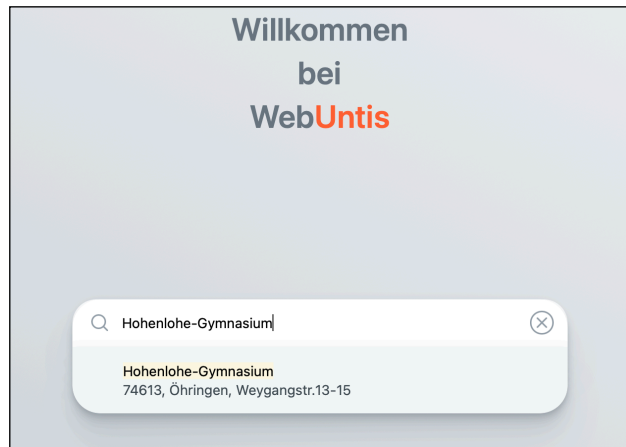 Willkommen
bei
WebUntis
Hohenlohe-Gymnasium
Hohenlohe-Gymnasium
74613, Öhringen, Weygangstr.13-15